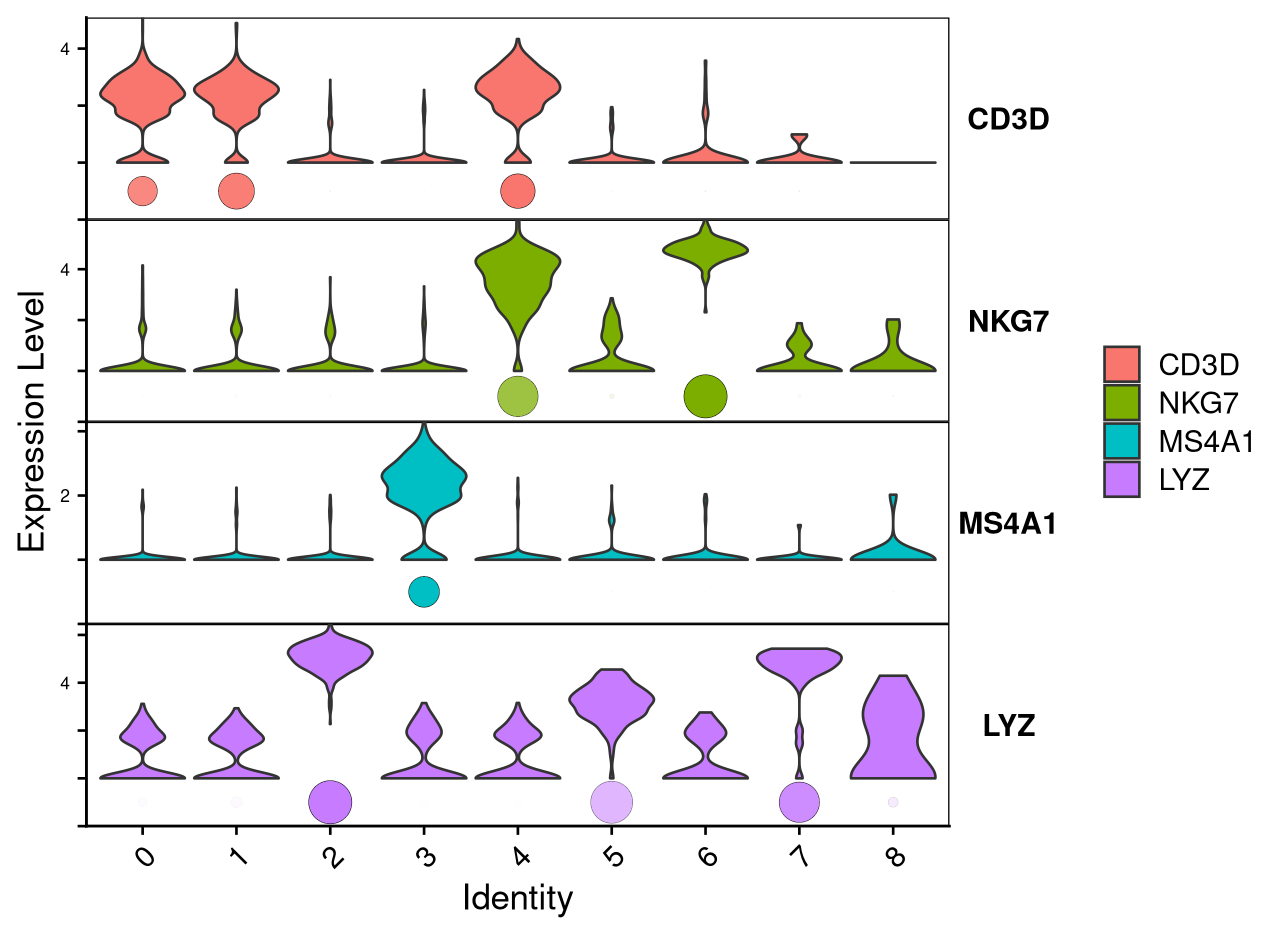 4
CD3D
4
NKG7
2
MS4A1
4
LYZ
Expression Level
0 1 2 3 4 5 6 7 8
Identity
CD3D
NKG7
MS4A1
LYZ